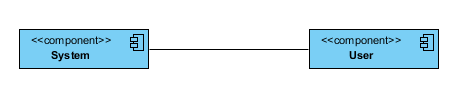 <<component>>
System
<<component>>
User